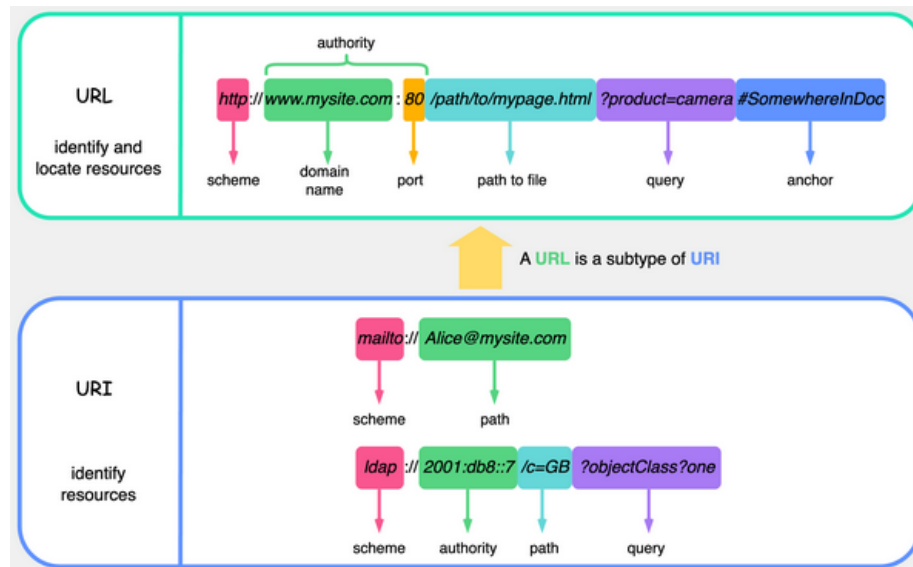 authority
URL
http://www.mysite.com:80/path/to/mypage.html?product=camera#SomewhereInDoc
identify and
locate resources
scheme
domain
name
port
path to file
query
anchor
A URL is a subtype of URI
mailto://Alice@mysite.com
URI
scheme
path
identify
resources
ldap://2001:db8::7/c=GB?objectClass?one
scheme
authority
path
query